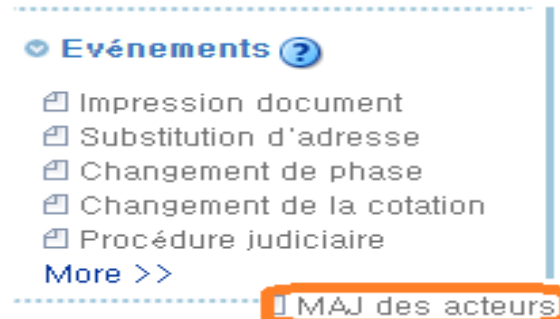 Evénements ?
Impression document
Substitution d'adresse
Changement de phase
Changement de la cotation
Procédure judiciaire
More >>
MAJ des acteurs